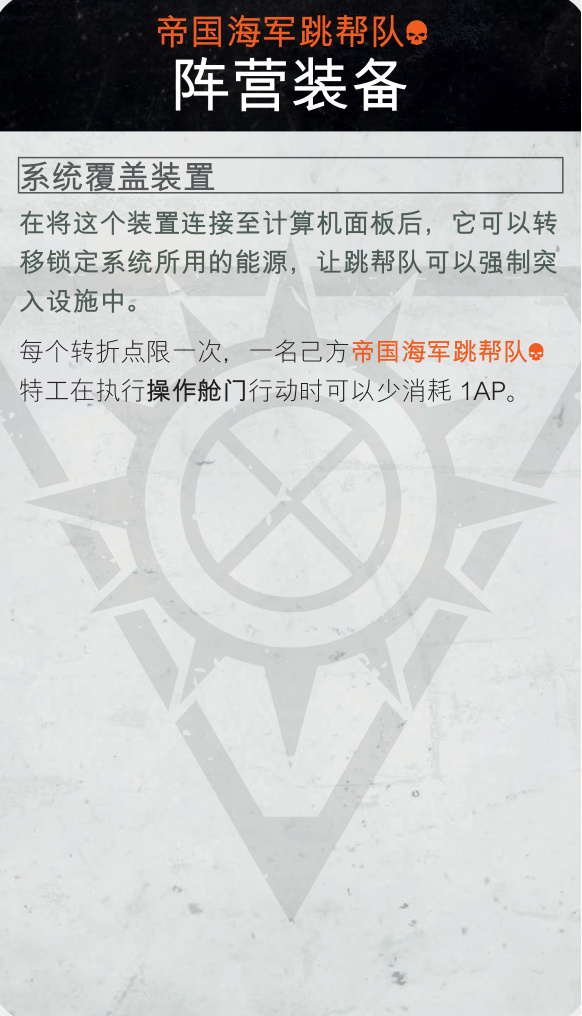 帝国海军跳帮队
阵营装备
系统覆盖装置
在将这个装置连接至计算机面板后，它可以转
移锁定系统所用的能源，让跳帮队可以强制突
入设施中。
每个转折点限一次，一名己方帝国海军跳帮队
特工在执行操作舱门行动时可以少消耗 1AP。